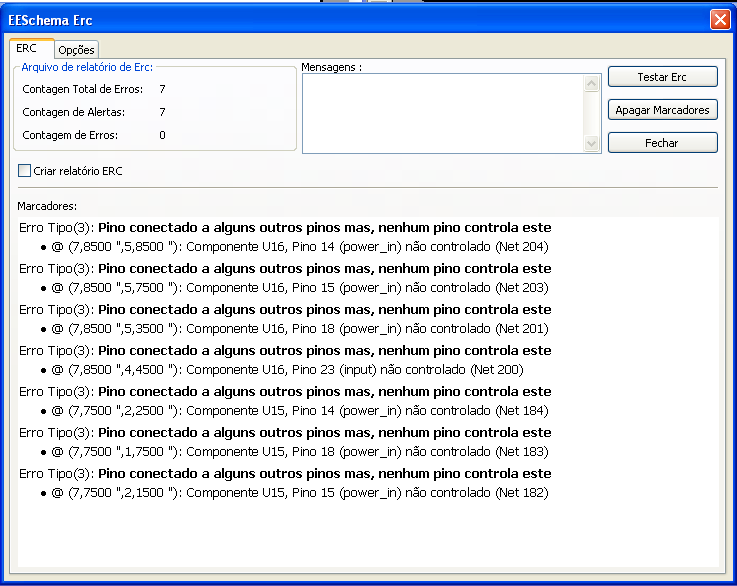 EESchema Erc
ERC
Opções
Arquivo de relatório de Erc:
Contagen Total de Erros: 7
Contagen de Alertas: 7
Contagem de Erros: 0
Mensagens :
Testar Erc
Apagar Marcadores
Fechar
Criar relatório ERC
Marcadores:
Erro Tipo(3): Pino conectado a alguns outros pinos mas, nenhum pino controla este
• @ (7,8500 ",5,8500 "): Componente U16, Pino 14 (power_in) não controlado (Net 204)
Erro Tipo(3): Pino conectado a alguns outros pinos mas, nenhum pino controla este
• @ (7,8500 ",5,7500 "): Componente U16, Pino 15 (power_in) não controlado (Net 203)
Erro Tipo(3): Pino conectado a alguns outros pinos mas, nenhum pino controla este
• @ (7,8500 ",5,3500 "): Componente U16, Pino 18 (power_in) não controlado (Net 201)
Erro Tipo(3): Pino conectado a alguns outros pinos mas, nenhum pino controla este
• @ (7,8500 ",4,4500 "): Componente U16, Pino 23 (input) não controlado (Net 200)
Erro Tipo(3): Pino conectado a alguns outros pinos mas, nenhum pino controla este
• @ (7,7500 ",2,2500 "): Componente U15, Pino 14 (power_in) não controlado (Net 184)
Erro Tipo(3): Pino conectado a alguns outros pinos mas, nenhum pino controla este
• @ (7,7500 ",1,7500 "): Componente U15, Pino 18 (power_in) não controlado (Net 183)
Erro Tipo(3): Pino conectado a alguns outros pinos mas, nenhum pino controla este
• @ (7,7500 ",2,1500 "): Componente U15, Pino 15 (power_in) não controlado (Net 182)